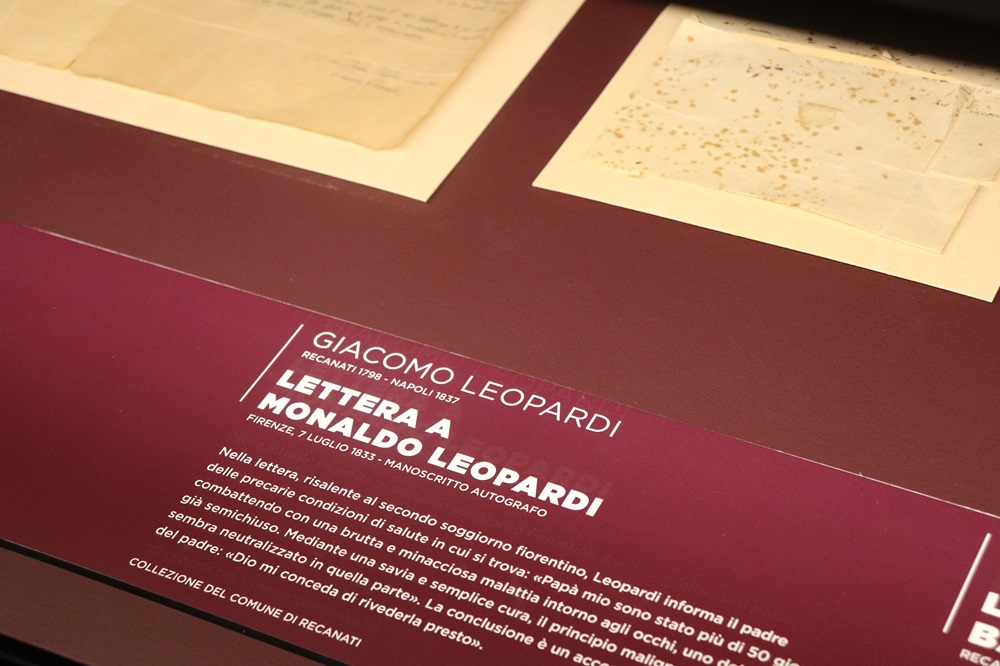 GIACOMO LEOPARDI
RECANATI 1798 - NAPOLI 1837
LETTERA A
MONALDO LEOPARDI
FIRENZE, 7 LUGLIO 1833 - MANOSCRITTO AUTOGRAFO
Nella lettera, risalente al secondo soggiorno fiorentino, Leopardi informa il padre
delle precarie condizioni di salute in cui si trova: «Papà mio sono stato più di 50
combattendo con una brutta e minacciosa malattia intorno agli occhi, uno
già semichiuso. Mediante una savia e semplice cura, il principio
sembra neutralizzato in quella parte». La conclusione è un
del padre: «Dio mi conceda di rivederla presto».
COLLEZIONE DEL COMUNE DI RECANATI